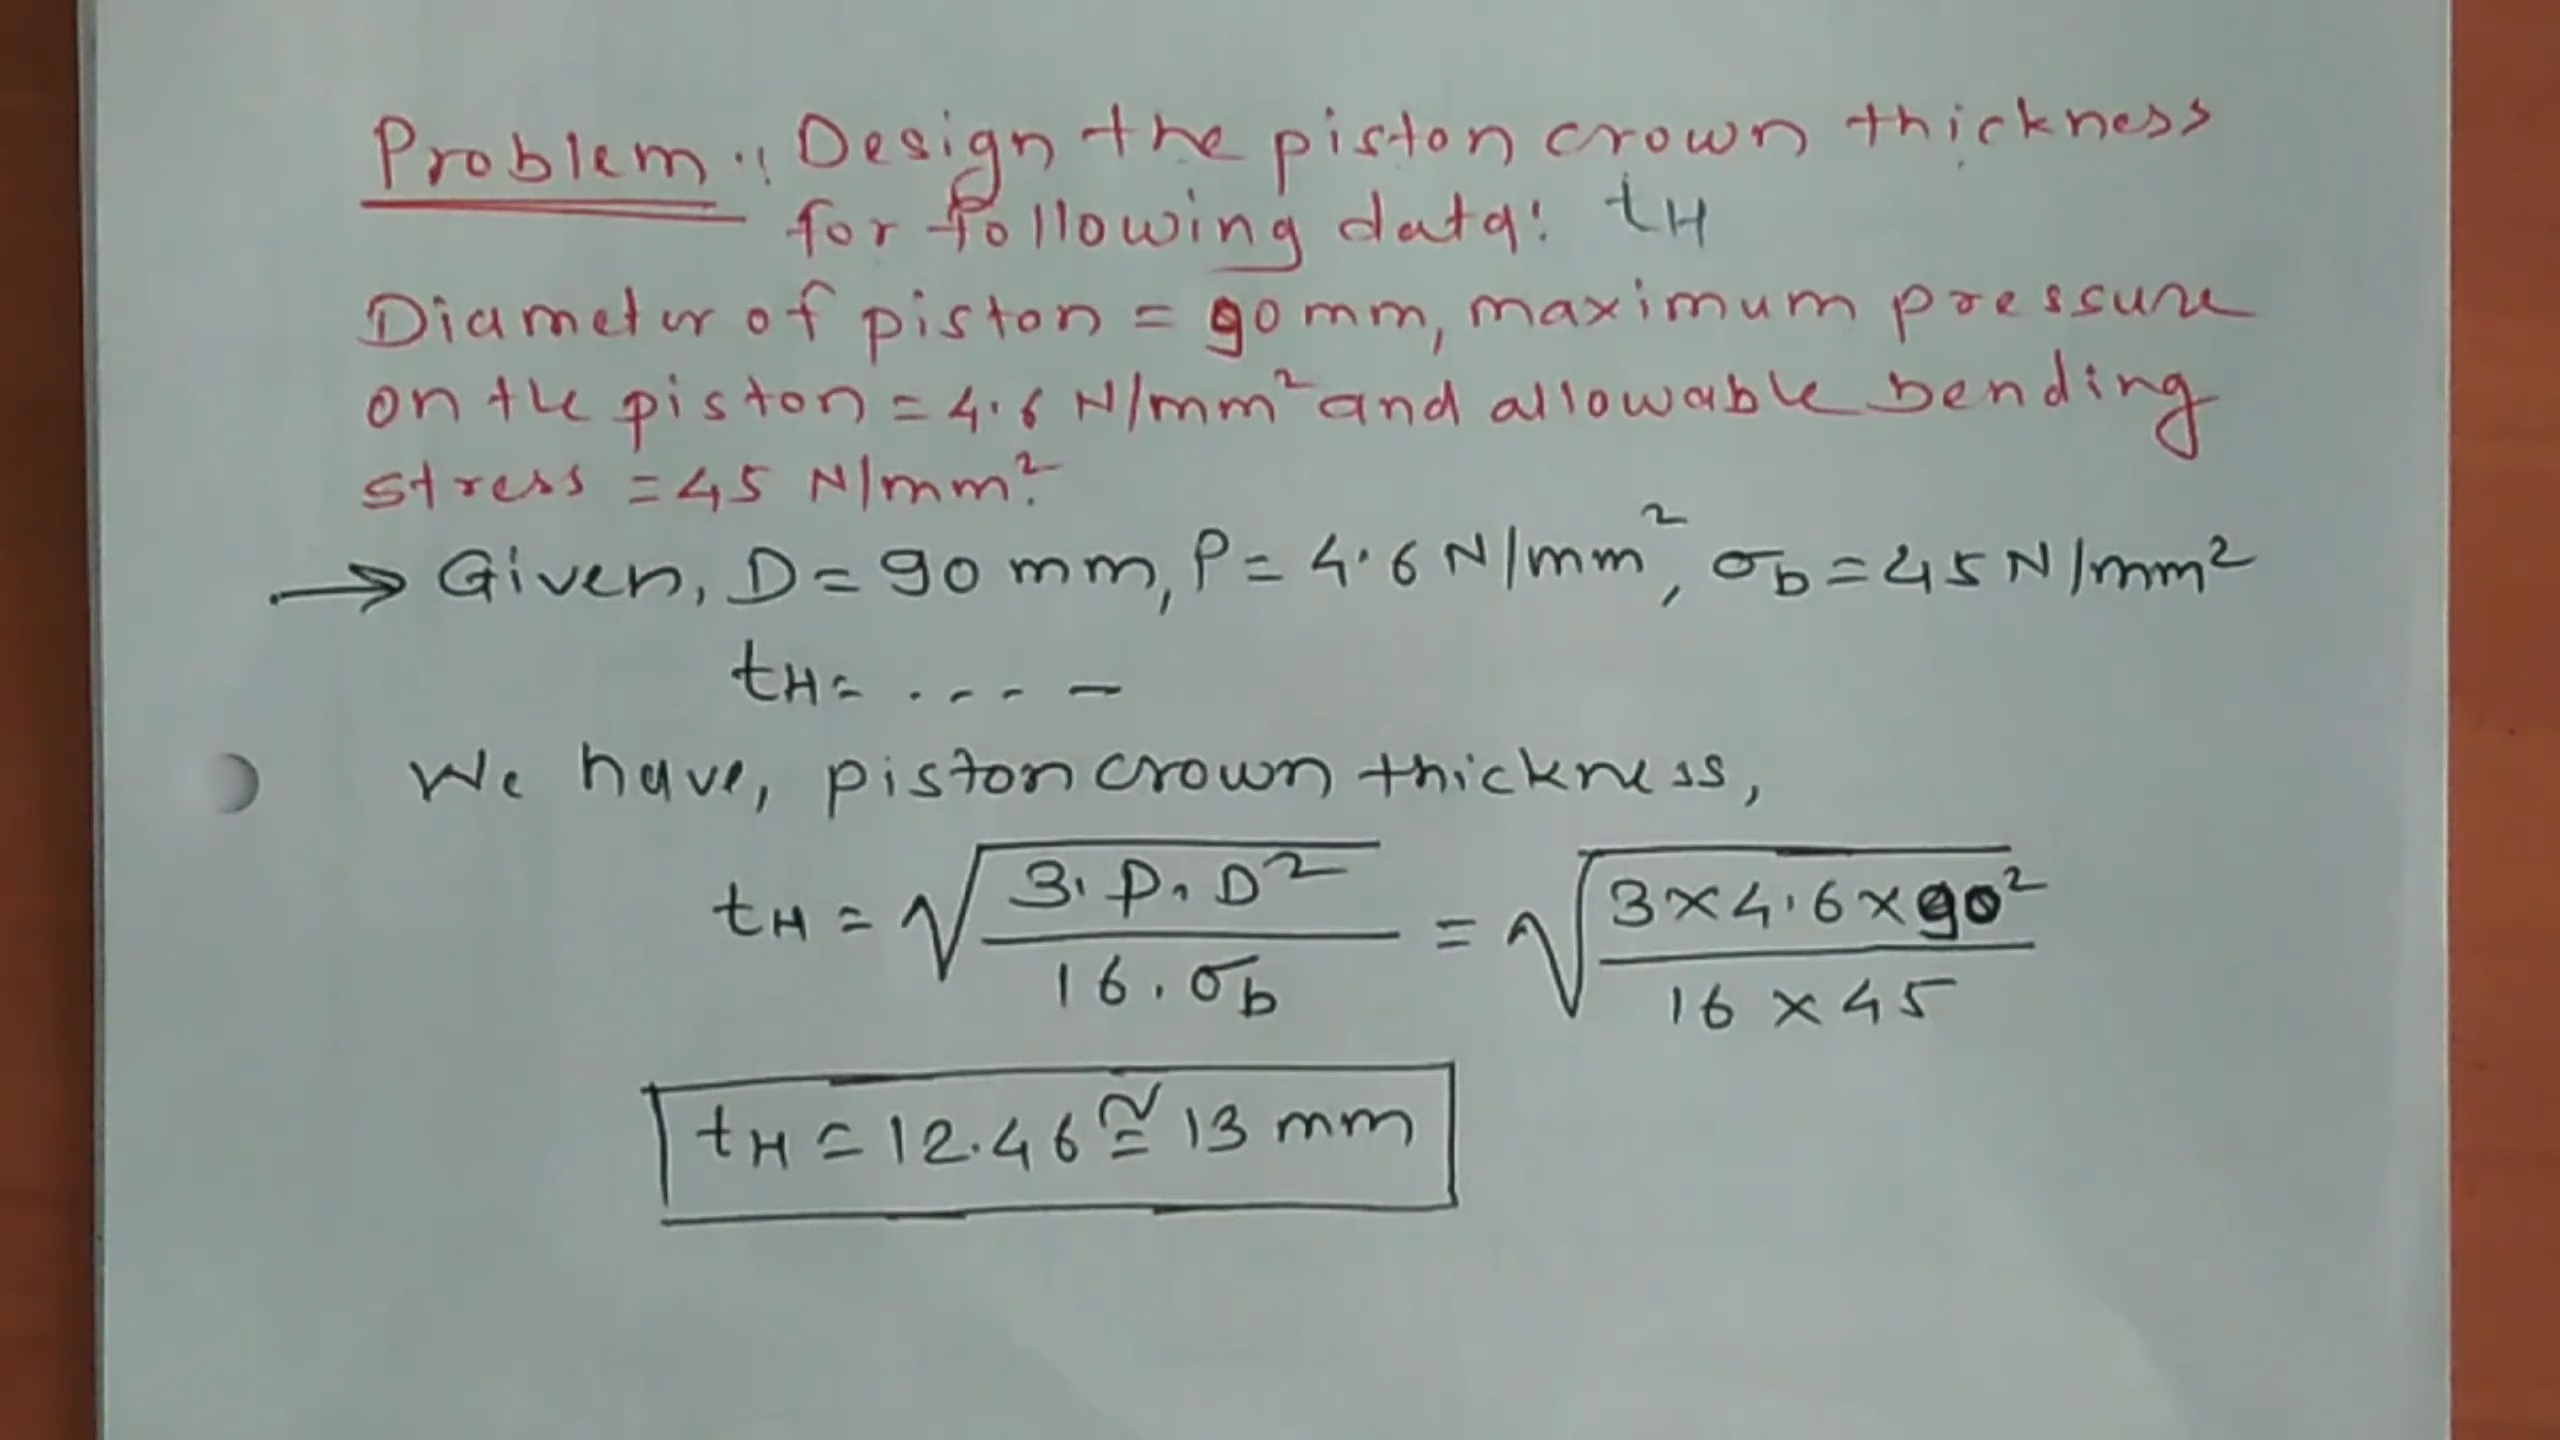 Problem :: Design the piston crown thickness
for following data: tH
Diameter of piston = 90 mm, maximum pressure
on the piston = 4.6 N/mm² and allowable bending
stress = 45 N/mm².
→ Given, D = 90 mm, P = 4.6 N/mm², σb = 45 N/mm²
tH = .... -
We have, piston crown thickness,
tH = √(3.P.D² / 16.σb) = √(3×4.6×90² / 16×45)
tH = 12.46 ≅ 13 mm